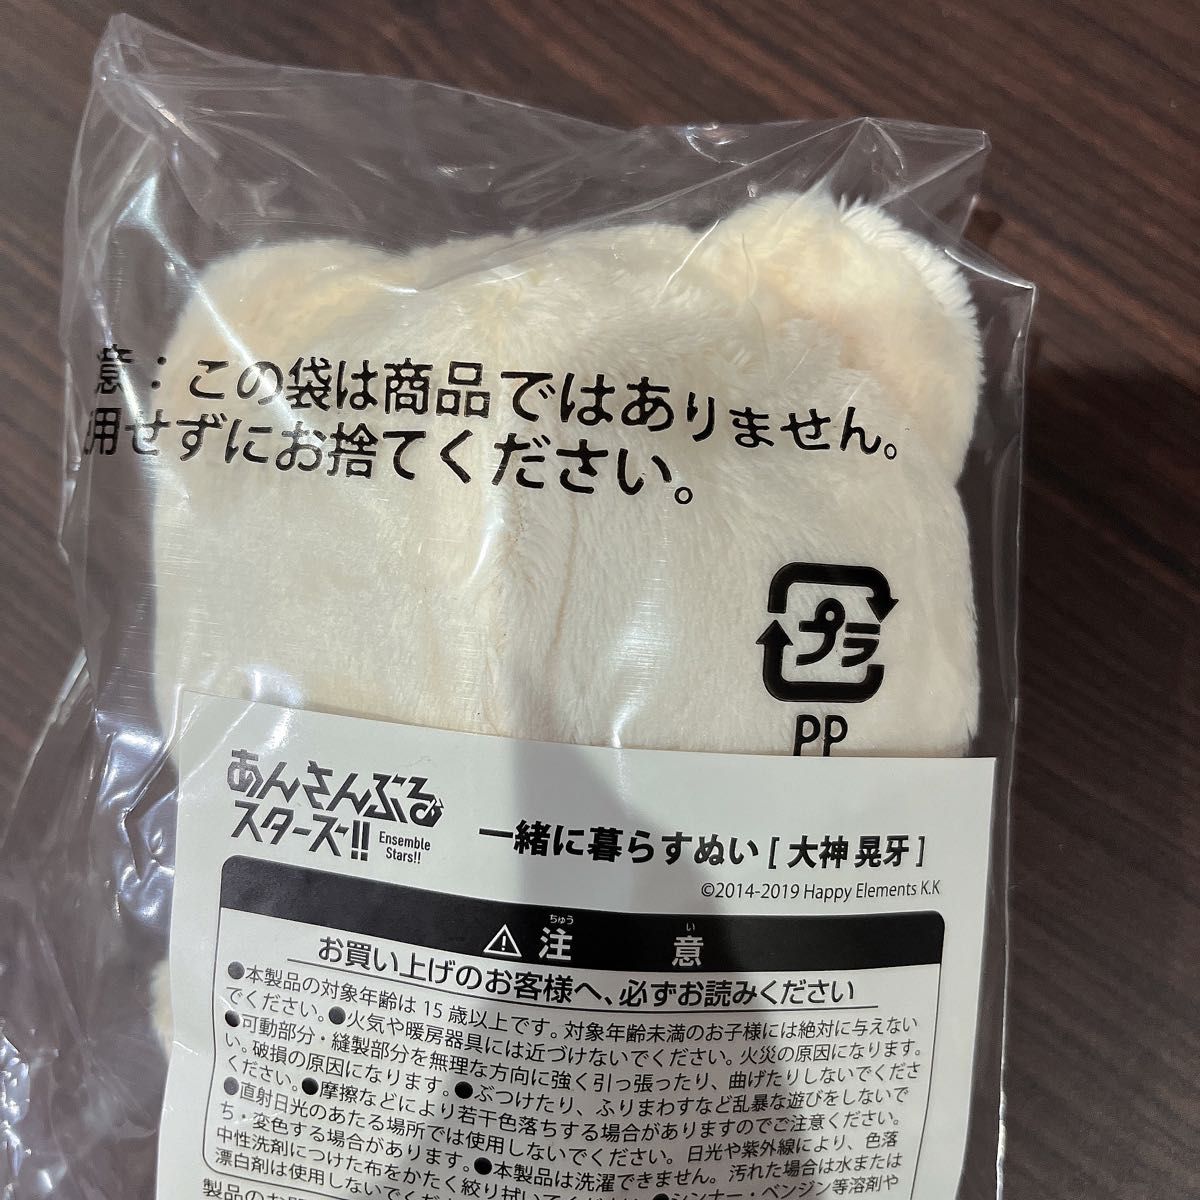 意：この袋は商品ではありません。
用せずにお捨てください。
プラ
PP
あんさんぶる
スターズ!!
Ensemble
Stars!!
一緒に暮らすぬい [ 大神 晃牙 ]
©2014-2019 Happy Elements K.K
ちゅう い
⚠ 注 意
お買い上げのお客様へ、必ずお読みください
●本製品の対象年齢は 15 歳以上です。対象年齢未満のお子様には絶対に与えない
でください。●火気や暖房器具には近づけないでください。火災の原因になります。
●可動部分・縫製部分を無理な方向に強く引っ張ったり、曲げたりしないでくださ
い。破損の原因になります。●ぶつけたり、ふりまわすなど乱暴な遊びをしないで
ください。●摩擦などにより若干色落ちする場合がありますのでご注意ください。
●直射日光のあたる場所では使用しないでください。日光や紫外線により、色落
ち・変色する場合があります。●本製品は洗濯できません。汚れた場合は水または
中性洗剤につけた布をかたく絞り拭いてください。●シンナー・ベンジン等溶剤や
漂白剤は使用しないでくだ
製品のお